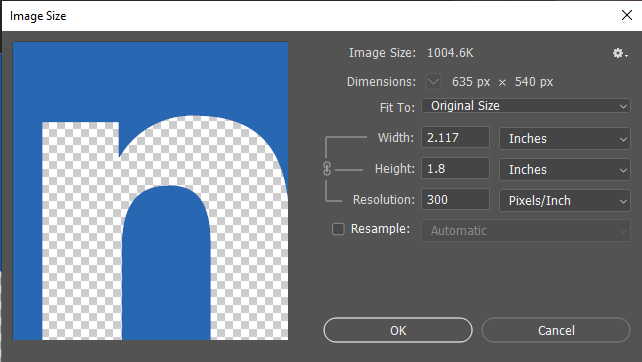 Image Size
Image Size: 1004.6K
Dimensions: 635 px × 540 px
Fit To: Original Size
Width: 2.117 Inches
Height: 1.8 Inches
Resolution: 300 Pixels/Inch
Resample: Automatic
OK Cancel
n